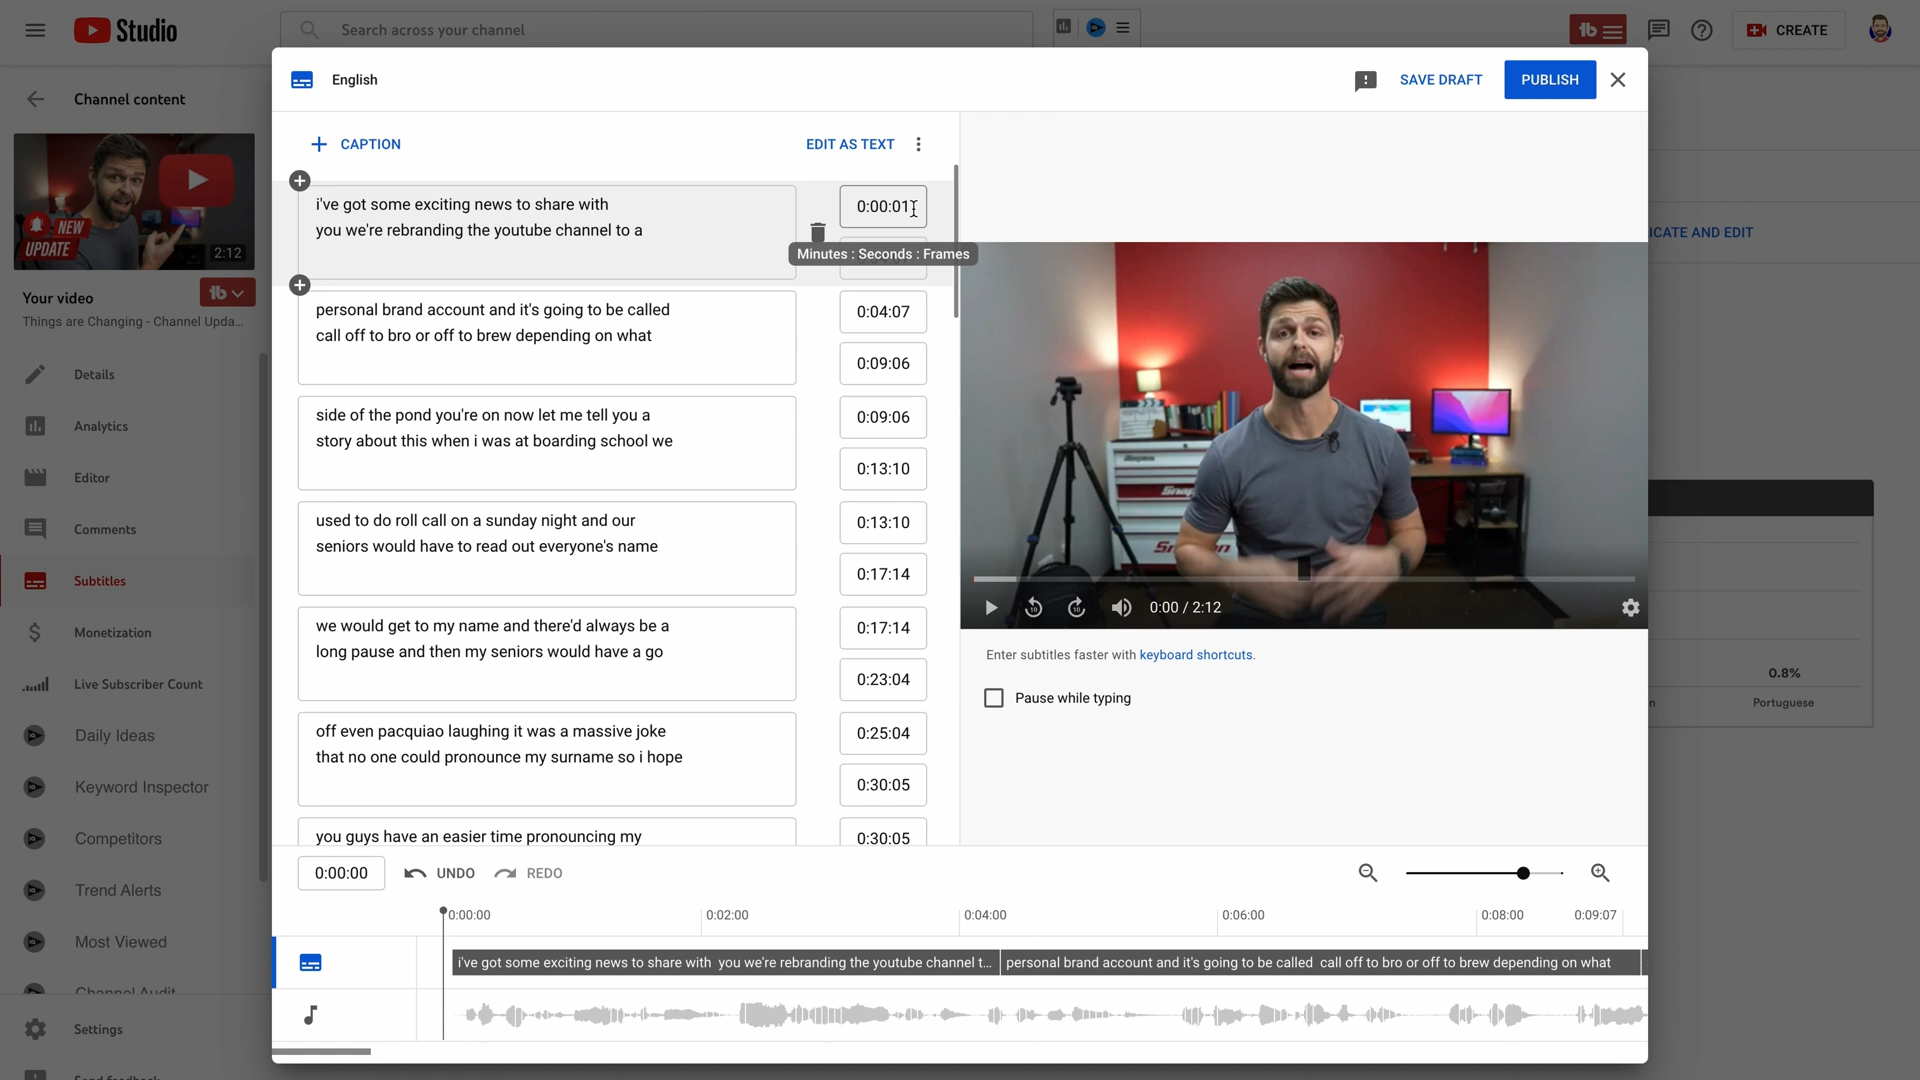 Studio
Search across your channel
CREATE
Channel content
NEW
UPDATE
2:12
Your video
Things are Changing - Channel Upda...
Details
Analytics
Editor
Comments
Subtitles
Monetization
Live Subscriber Count
Daily Ideas
Keyword Inspector
Competitors
Trend Alerts
Most Viewed
Channel Audit
Settings
Send feedback
English
SAVE DRAFT
PUBLISH
CAPTION
EDIT AS TEXT
i've got some exciting news to share with
you we're rebranding the youtube channel to a
0:00:01
Minutes : Seconds : Frames
personal brand account and it's going to be called
call off to bro or off to brew depending on what
0:04:07
0:09:06
side of the pond you're on now let me tell you a
story about this when i was at boarding school we
0:09:06
0:13:10
used to do roll call on a sunday night and our
seniors would have to read out everyone's name
0:13:10
0:17:14
we would get to my name and there'd always be a
long pause and then my seniors would have a go
0:17:14
0:23:04
off even pacquiao laughing it was a massive joke
that no one could pronounce my surname so i hope
0:25:04
0:30:05
you guys have an easier time pronouncing my
0:30:05
0:00 / 2:12
Enter subtitles faster with keyboard shortcuts.
Pause while typing
ICATE AND EDIT
0.8%
n
Portuguese
0:00:00
UNDO
REDO
0:00:00
0:02:00
0:04:00
0:06:00
0:08:00
0:09:07
i've got some exciting news to share with you we're rebranding the youtube channel t...
personal brand account and it's going to be called call off to bro or off to brew depending on what